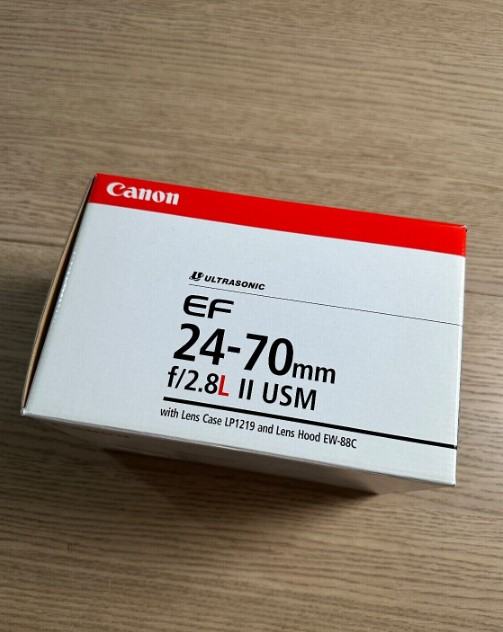 Canon
ULTRASONIC
EF
24-70mm
f/2.8L II USM
with Lens Case LP1219 and Lens Hood EW-88C